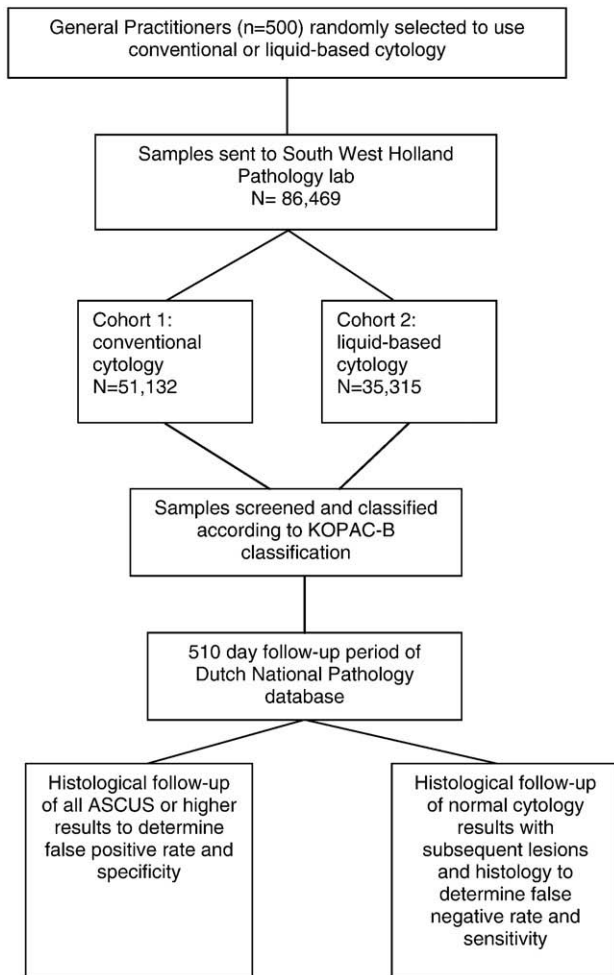 General Practitioners (n=500) randomly selected to use
conventional or liquid-based cytology
Samples sent to South West Holland
Pathology lab
N= 86,469
Cohort 1:
conventional
cytology
N=51,132
Cohort 2:
liquid-based
cytology
N=35,315
Samples screened and classified
according to KOPAC-B
classification
510 day follow-up period of
Dutch National Pathology
database
Histological follow-up
of all ASCUS or higher
results to determine
false positive rate and
specificity
Histological follow-up
of normal cytology
results with
subsequent lesions
and histology to
determine false
negative rate and
sensitivity